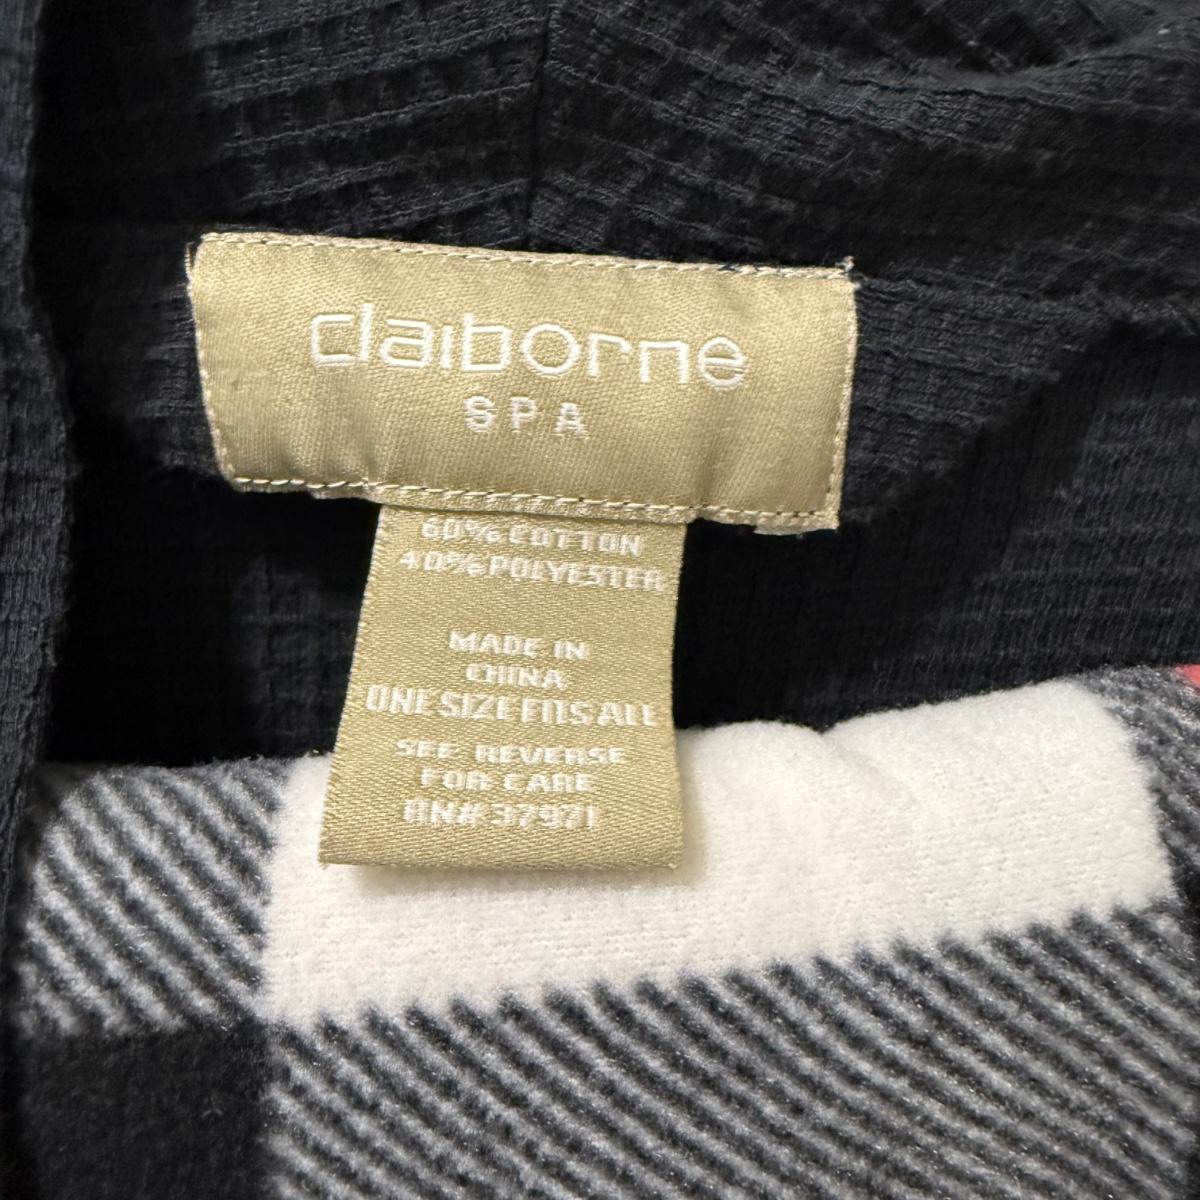 claiborne
SPA
60% COTTON
40% POLYESTER
MADE IN
CHINA
ONE SIZE FITS ALL
SEE REVERSE
FOR CARE
RN# 37971